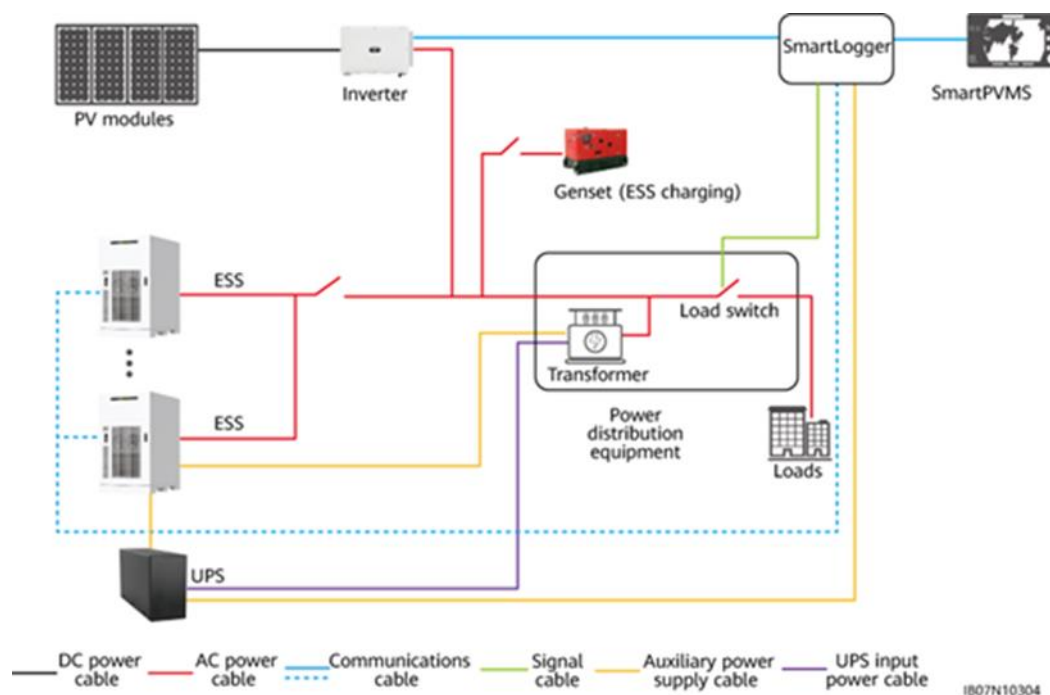 SmartLogger
SmartPVMS
Inverter
PV modules
Genset (ESS charging)
ESS
Load switch
Transformer
ESS
Power
distribution
equipment
Loads
UPS
DC power
cable
AC power
cable
Communications
cable
Signal
cable
Auxiliary power
supply cable
UPS input
power cable
I807N10304